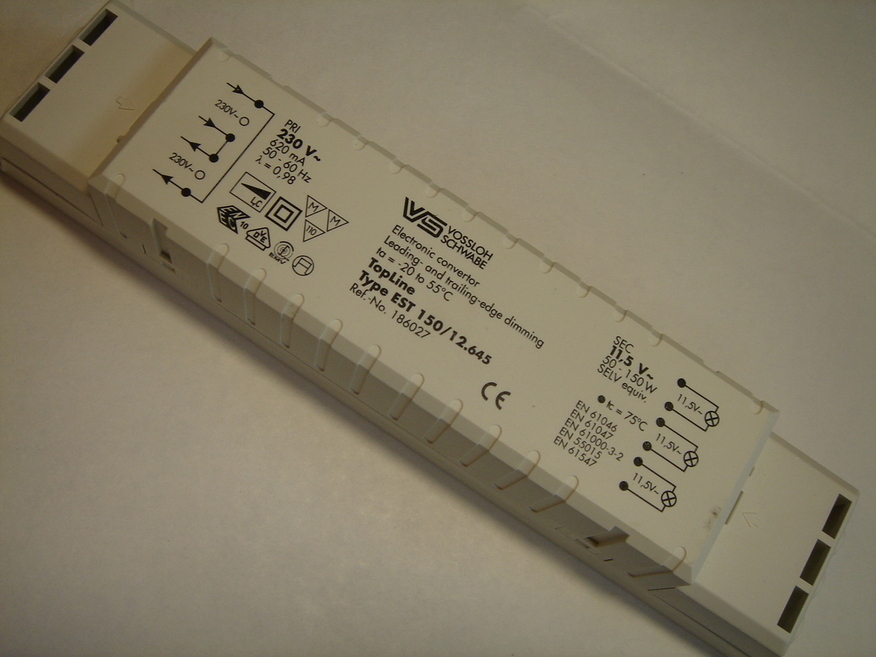 230V~
230V~
PRI
230 V~
620 mA
50 - 60 Hz
λ = 0,98
LC
M M
110
10
D E
VS VOSSLOH
SCHWABE
Electronic convertor
Leading- and trailing-edge dimming
ta = -20 to 55°C
TopLine
Type EST 150/12.645
Ref.-No. 186027
CE
SEC
11,5 V~
50 - 150 W
SELV equiv.
tc = 75°C
EN 61046
EN 61047
EN 61000-3-2
EN 55015
EN 61547
11,5V~
11,5V~
11,5V~